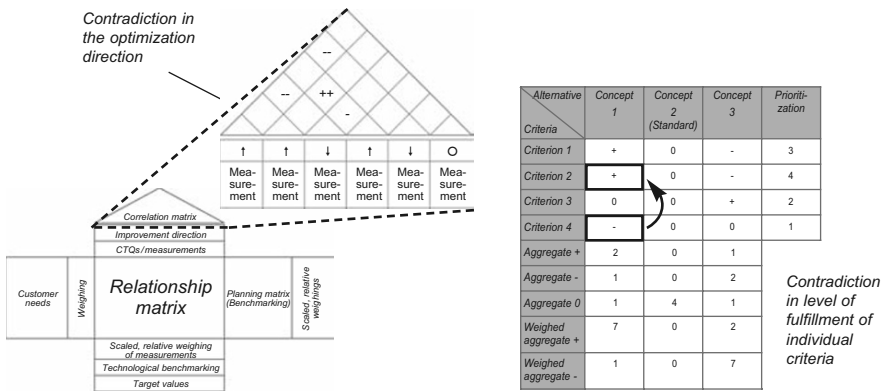 Contradiction in
the optimization
direction
--
--
++
-
↑ ↑ ↓ ↑ ↓ O
Mea- Mea- Mea- Mea- Mea- Mea-
sure- sure- sure- sure- sure- sure-
ment ment ment ment ment ment
Correlation matrix
Improvement direction
CTQs/measurements
Customer
needs
Weighing
Relationship
matrix
Planning matrix
(Benchmarking)
Scaled, relative
weighings
Scaled, relative weighing
of measurements
Technological benchmarking
Target values
Alternative
Criteria
Concept
1
Concept
2
(Standard)
Concept
3
Prioriti-
zation
Criterion 1 + 0 - 3
Criterion 2 + 0 - 4
Criterion 3 0 0 + 2
Criterion 4 - 0 0 1
Aggregate + 2 0 1
Aggregate - 1 0 2
Aggregate 0 1 4 1
Weighed
aggregate + 7 0 2
Weighed
aggregate - 1 0 7
Contradiction
in level of
fulfillment of
individual
criteria